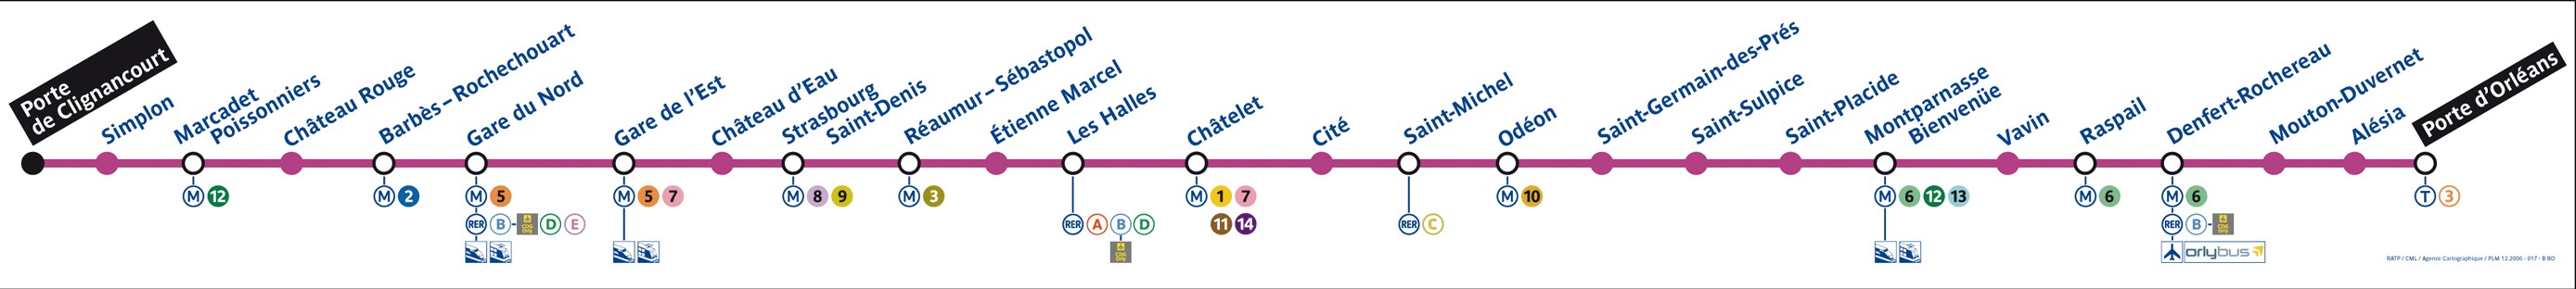 Porte
de Clignancourt
Simplon
Marcadet
Poissonniers
Château Rouge
Barbès – Rochechouart
Gare du Nord
Gare de l'Est
Château d'Eau
Strasbourg
Saint-Denis
Réaumur – Sébastopol
Étienne Marcel
Les Halles
Châtelet
Cité
Saint-Michel
Odéon
Saint-Germain-des-Prés
Saint-Sulpice
Saint-Placide
Montparnasse
Bienvenüe
Vavin
Raspail
Denfert-Rochereau
Mouton-Duvernet
Alésia
Porte d'Orléans
M 12
M 2
M 5
RER B - CDG Orly D E
M 5 7
M 8 9
M 3
RER A B D
CDG Orly
M 1 7
11 14
RER C
M 10
M 6 12 13
M 6
M 6
RER B - CDG Orly
orlybus
T 3
RATP / CML / Agence Cartographique / PLM 12.2006 - 017 - B BO